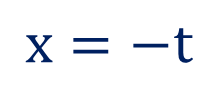 x = −t